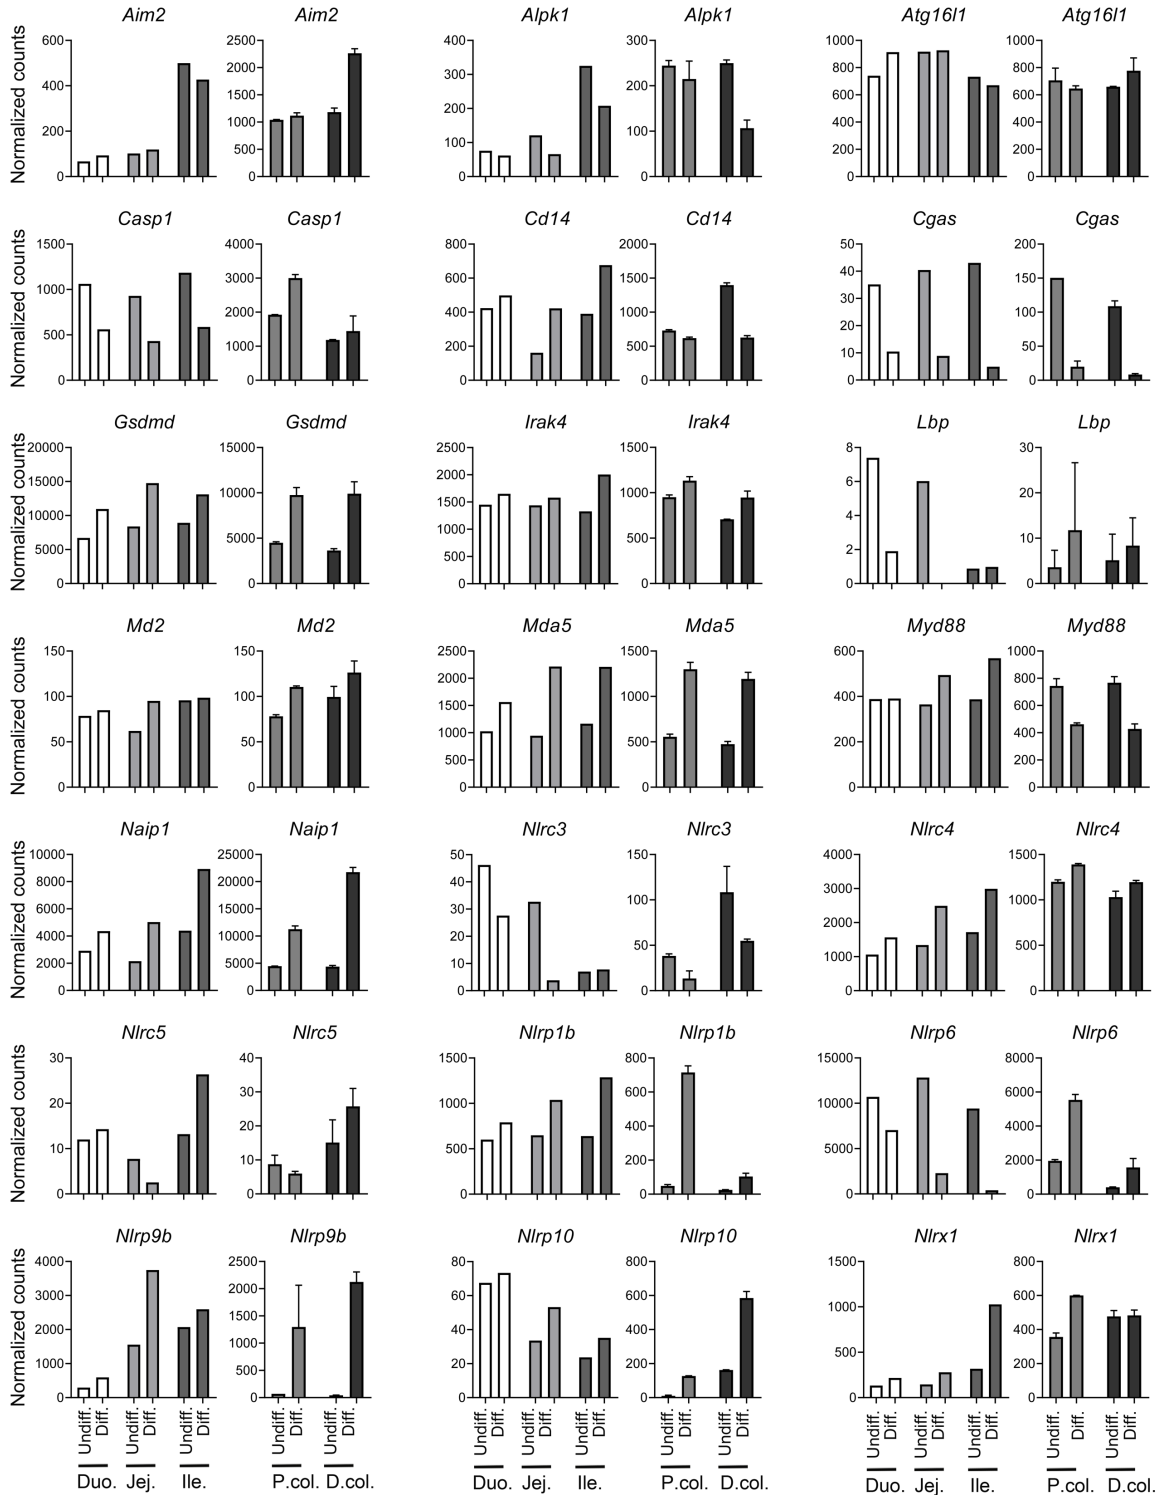 Aim2 Aim2 Alpk1 Alpk1 Atg16l1 Atg16l1
Normalized counts
600 400 200 0
2500 2000 1500 1000 500 0
400 300 200 100 0
300 200 100 0
1000 800 600 400 200 0
1000 800 600 400 200 0
Casp1 Casp1 Cd14 Cd14 Cgas Cgas
Normalized counts
1500 1000 500 0
4000 3000 2000 1000 0
800 600 400 200 0
2000 1500 1000 500 0
50 40 30 20 10 0
200 150 100 50 0
Gsdmd Gsdmd Irak4 Irak4 Lbp Lbp
Normalized counts
20000 15000 10000 5000 0
15000 10000 5000 0
2500 2000 1500 1000 500 0
1500 1000 500 0
8 6 4 2 0
30 20 10 0
Md2 Md2 Mda5 Mda5 Myd88 Myd88
Normalized counts
150 100 50 0
150 100 50 0
2500 2000 1500 1000 500 0
1500 1000 500 0
600 400 200 0
1000 800 600 400 200 0
Naip1 Naip1 Nlrc3 Nlrc3 Nlrc4 Nlrc4
Normalized counts
10000 8000 6000 4000 2000 0
25000 20000 15000 10000 5000 0
50 40 30 20 10 0
150 100 50 0
4000 3000 2000 1000 0
1500 1000 500 0
Nlrc5 Nlrc5 Nlrp1b Nlrp1b Nlrp6 Nlrp6
Normalized counts
30 20 10 0
40 30 20 10 0
1500 1000 500 0
800 600 400 200 0
15000 10000 5000 0
8000 6000 4000 2000 0
Nlrp9b Nlrp9b Nlrp10 Nlrp10 Nlrx1 Nlrx1
Normalized counts
4000 3000 2000 1000 0
2500 2000 1500 1000 500 0
80 60 40 20 0
800 600 400 200 0
1500 1000 500 0
800 600 400 200 0
Undiff. Diff. Undiff. Diff. Undiff. Diff. Undiff. Diff. Undiff. Diff. Undiff. Diff. Undiff. Diff. Undiff. Diff. Undiff. Diff. Undiff. Diff. Undiff. Diff. Undiff. Diff. Undiff. Diff. Undiff. Diff. Undiff. Diff.
Duo. Jej. Ile. P.col. D.col. Duo. Jej. Ile. P.col. D.col. Duo. Jej. Ile. P.col. D.col.